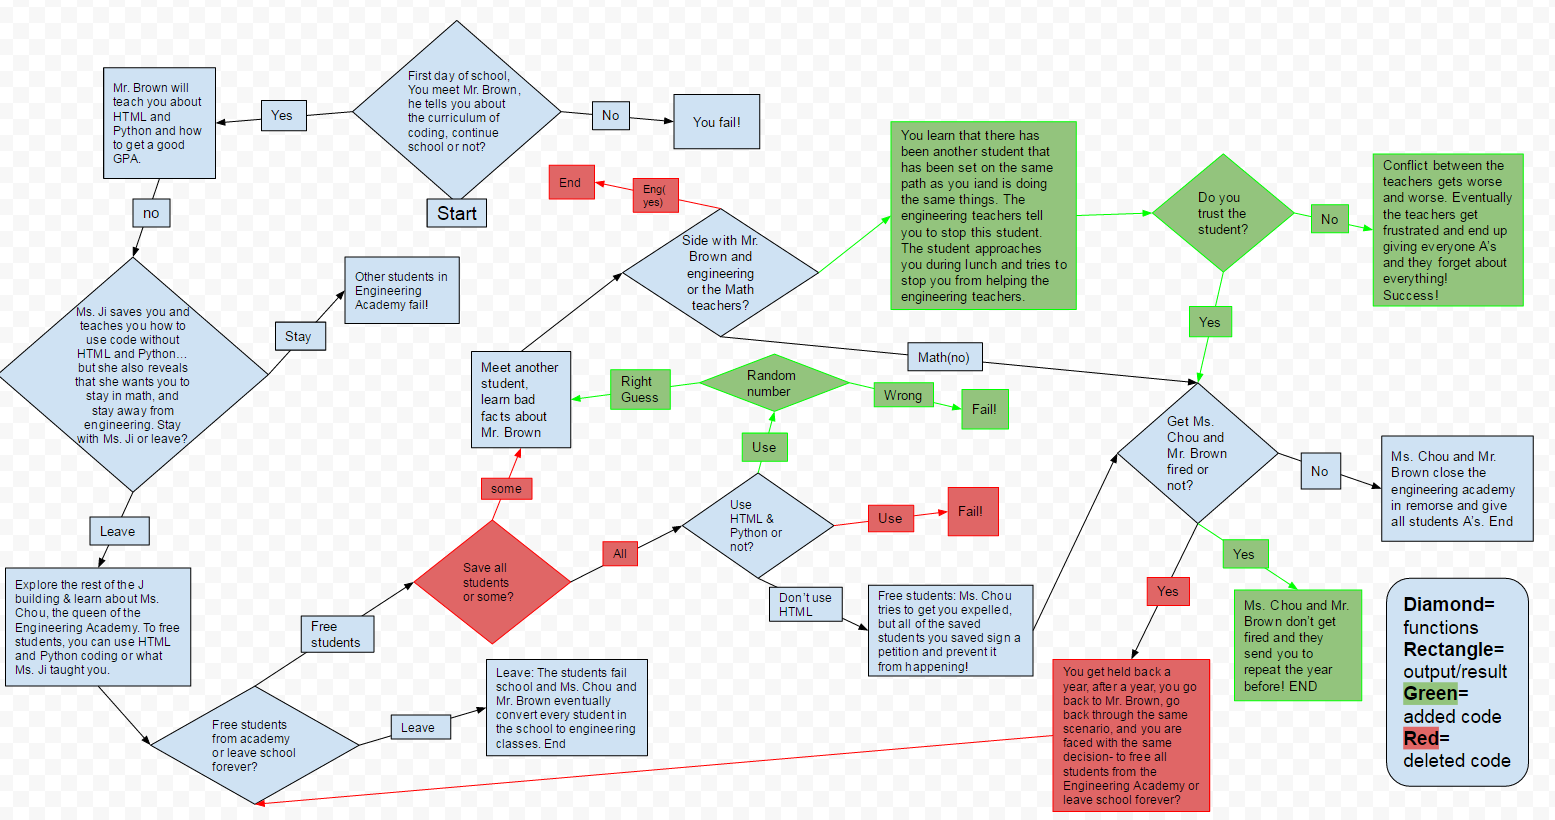 First day of school,
You meet Mr. Brown,
he tells you about
the curriculum of
coding, continue
school or not?
Start
Yes
No
You fail!
Mr. Brown will
teach you about
HTML and
Python and how
to get a good
GPA.
no
Ms. Ji saves you and
teaches you how to
use code without
HTML and Python...
but she also reveals
that she wants you to
stay in math, and
stay away from
engineering. Stay
with Ms. Ji or leave?
Stay
Other students in
Engineering
Academy fail!
Leave
Explore the rest of the J
building & learn about Ms.
Chou, the queen of the
Engineering Academy. To free
students, you can use HTML
and Python coding or what
Ms. Ji taught you.
Free students
from academy
or leave school
forever?
Leave
Leave: The students fail
school and Ms. Chou and
Mr. Brown eventually
convert every student in
the school to engineering
classes. End
Free
students
Save all
students
or some?
some
All
Meet another
student,
learn bad
facts about
Mr. Brown
Use
HTML &
Python or
not?
Use
Fail!
Use
Random
number
Right
Guess
Wrong
Fail!
Don't use
HTML
Free students: Ms. Chou
tries to get you expelled,
but all of the saved
students you saved sign a
petition and prevent it
from happening!
Side with Mr.
Brown and
engineering
or the Math
teachers?
Eng(
yes)
End
Math(no)
You learn that there has
been another student that
has been set on the same
path as you iand is doing
the same things. The
engineering teachers tell
you to stop this student.
The student approaches
you during lunch and tries to
stop you from helping the
engineering teachers.
Do you
trust the
student?
No
Conflict between the
teachers gets worse
and worse. Eventually
the teachers get
frustrated and end up
giving everyone A's
and they forget about
everything!
Success!
Yes
Get Ms.
Chou and
Mr. Brown
fired or
not?
No
Ms. Chou and Mr.
Brown close the
engineering academy
in remorse and give
all students A's. End
Yes
Ms. Chou and Mr.
Brown don't get
fired and they
send you to
repeat the year
before! END
Yes
You get held back a
year, after a year, you go
back to Mr. Brown, go
back through the same
scenario, and you are
faced with the same
decision- to free all
students from the
Engineering Academy or
leave school forever?
Diamond=
functions
Rectangle=
output/result
Green=
added code
Red=
deleted code